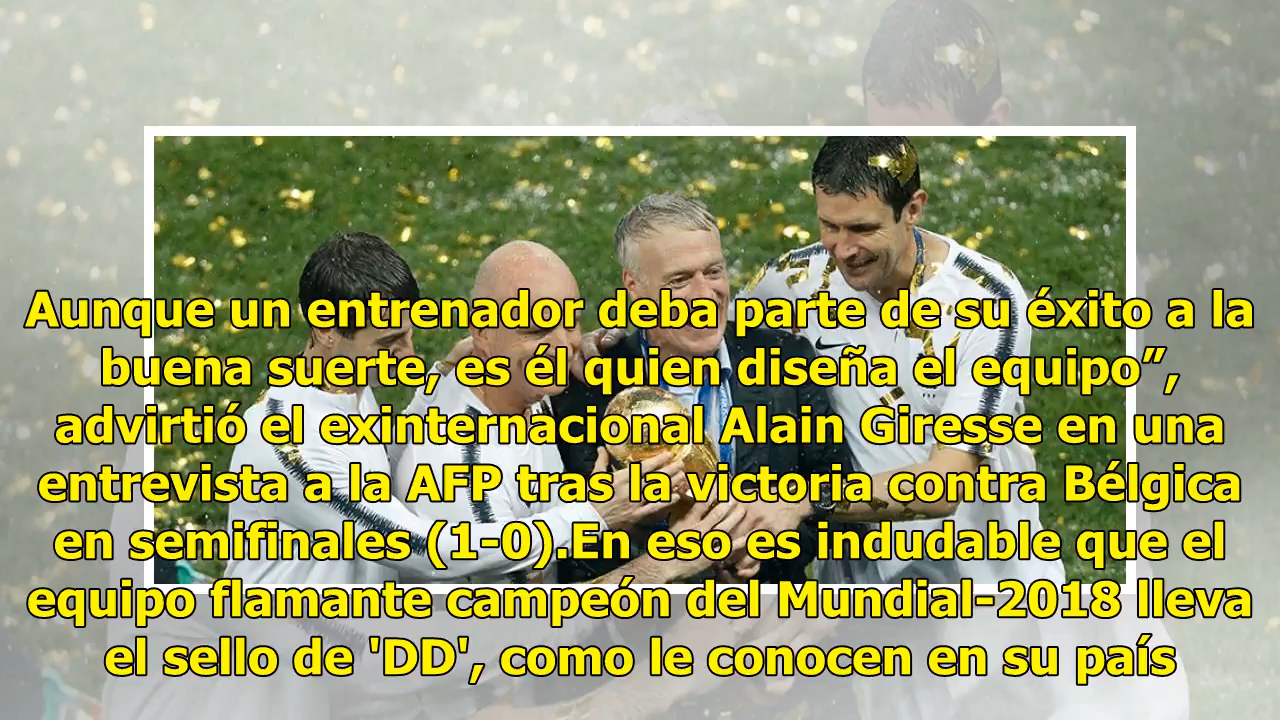 Aunque un entrenador deba parte de su éxito a la
buena suerte, es él quien diseña el equipo”,
advirtió el exinternacional Alain Giresse en una
entrevista a la AFP tras la victoria contra Bélgica
en semifinales (1-0).En eso es indudable que el
equipo flamante campeón del Mundial-2018 lleva
el sello de 'DD', como le conocen en su país